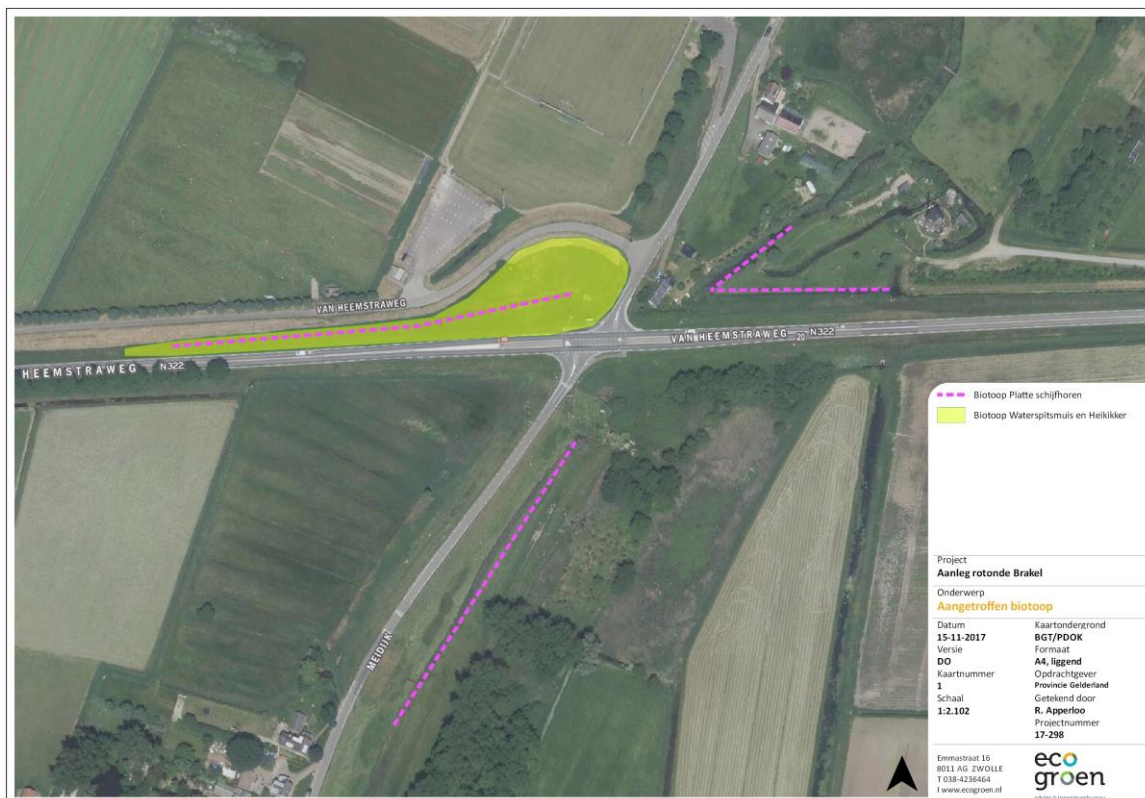 VAN HEEMSTRAWEG
HEEMSTRAWEG N322
VAN HEEMSTRAWEG 20 N322
MEIDIJK
Biotoop Platte schijfhoren
Biotoop Waterspitsmuis en Heikikker
Project
Aanleg rotonde Brakel
Onderwerp
Aangetroffen biotoop
Datum Kaartondergrond
15-11-2017 BGT/PDOK
Versie Formaat
DO A4, liggend
Kaartnummer Opdrachtgever
1 Provincie Gelderland
Schaal Getekend door
1:2.102 R. Apperloo
Projectnummer
17-298
Emmastraat 16
8011 AG ZWOLLE
T 038-4236464
I www.ecogroen.nl
eco
groen